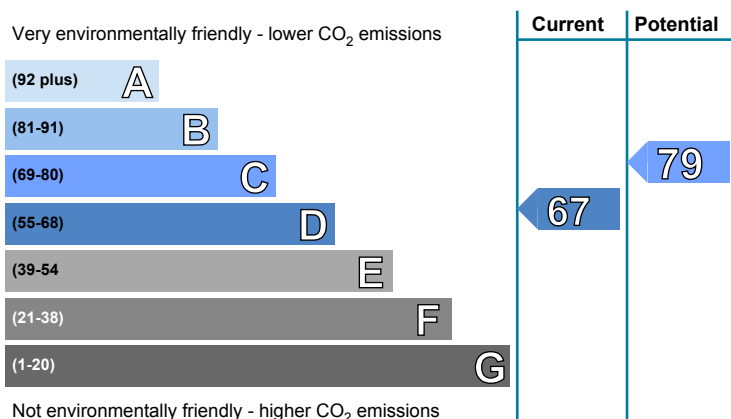 Very environmentally friendly - lower CO₂ emissions
Current
Potential
(92 plus) A
(81-91) B
(69-80) C
79
(55-68) D
67
(39-54 E
(21-38) F
(1-20) G
Not environmentally friendly - higher CO₂ emissions